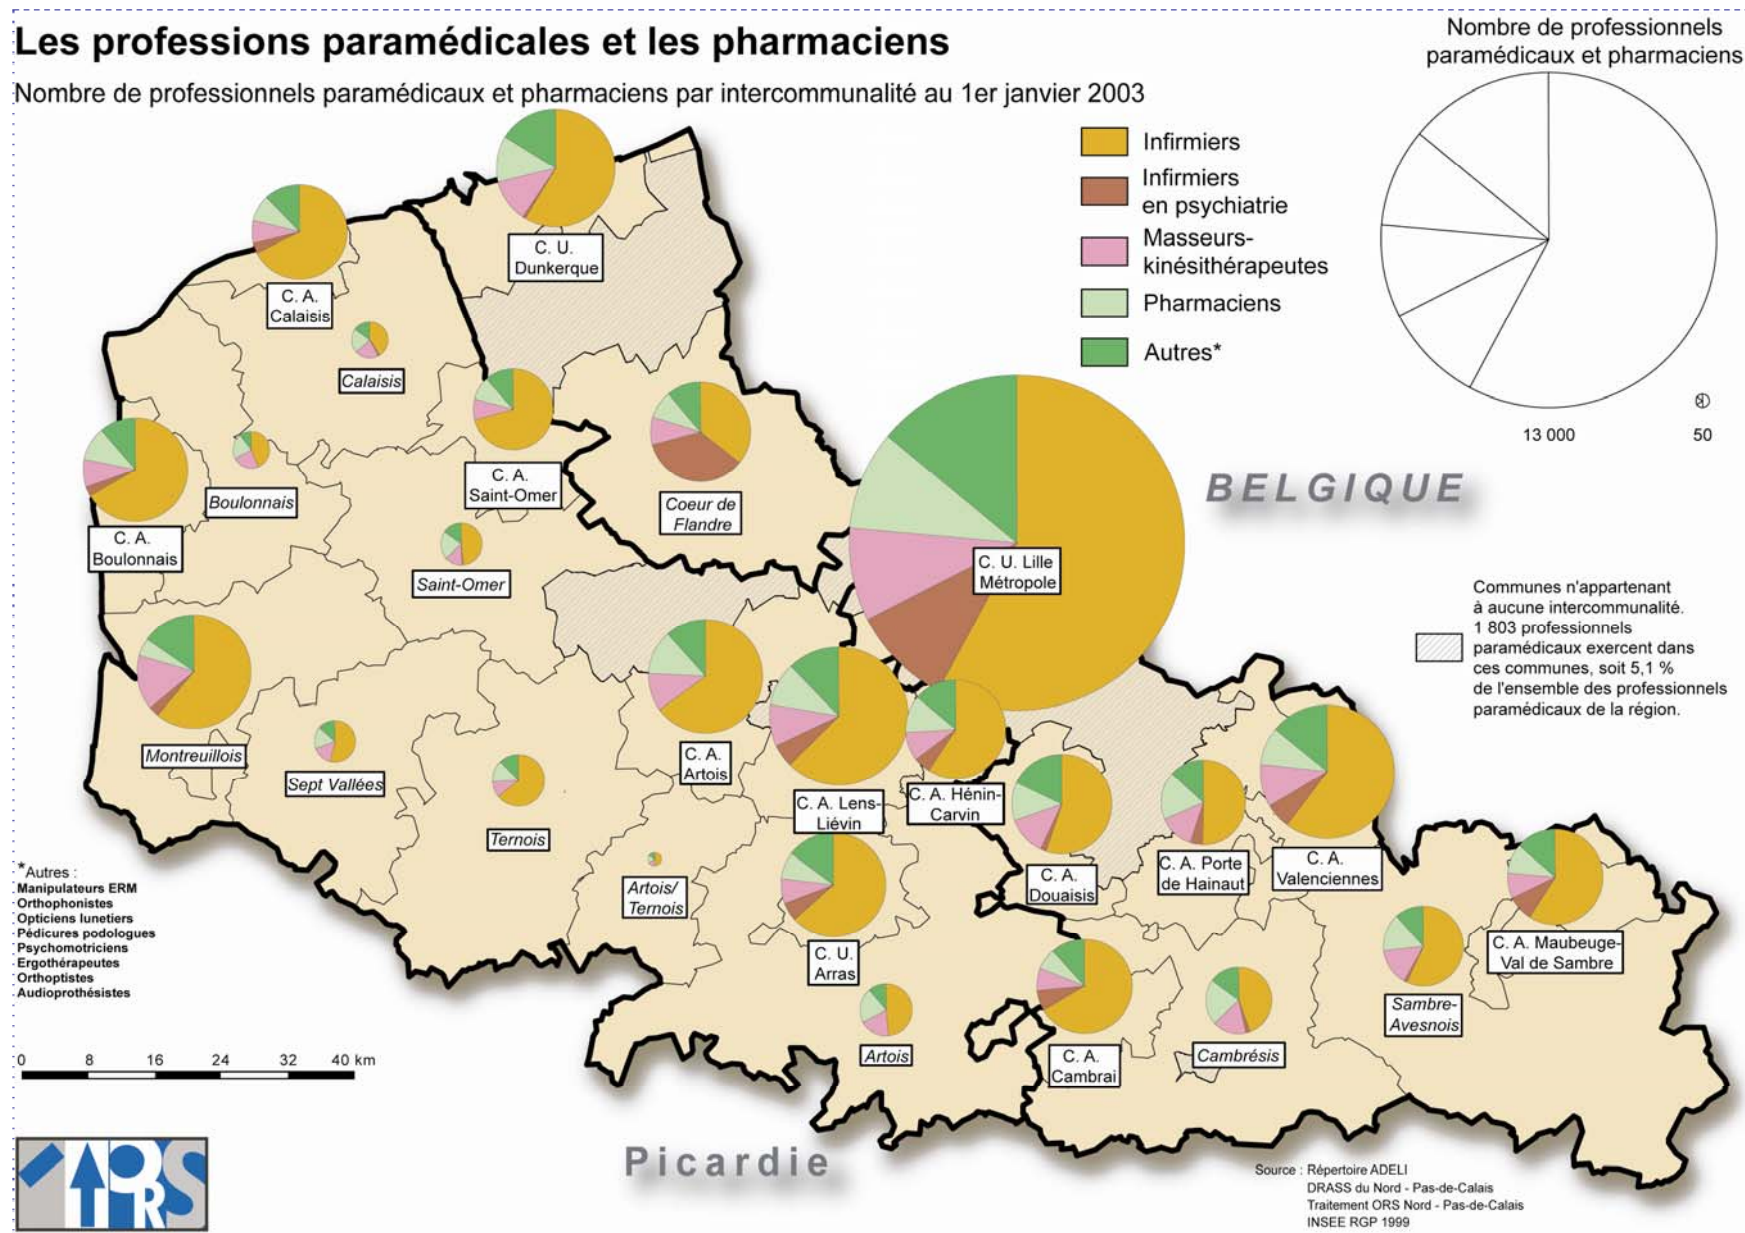 Les professions paramédicales et les pharmaciens
Nombre de professionnels paramédicaux et pharmaciens par intercommunalité au 1er janvier 2003
Nombre de professionnels
paramédicaux et pharmaciens
13 000
50
Infirmiers
Infirmiers
en psychiatrie
Masseurs-
kinésithérapeutes
Pharmaciens
Autres*
C. U.
Dunkerque
C. A.
Calaisis
Calaisis
C. A.
Saint-Omer
Coeur de
Flandre
C. A.
Boulonnais
Boulonnais
Saint-Omer
C. U. Lille
Métropole
BELGIQUE
Communes n'appartenant
à aucune intercommunalité.
1 803 professionnels
paramédicaux exercent dans
ces communes, soit 5,1 %
de l'ensemble des professionnels
paramédicaux de la région.
Montreuillois
Sept Vallées
Ternois
C. A.
Artois
C. A. Lens-
Liévin
C. A. Hénin-
Carvin
C. A.
Douaisis
C. A. Porte
de Hainaut
C. A.
Valenciennes
Artois/
Ternois
C. U.
Arras
Artois
C. A.
Cambrai
Cambrésis
Sambre-
Avesnois
C. A. Maubeuge-
Val de Sambre
*Autres :
Manipulateurs ERM
Orthophonistes
Opticiens lunetiers
Pédicures podologues
Psychomotriciens
Ergothérapeutes
Orthoptistes
Audioprothésistes
0 8 16 24 32 40 km
ORS
Picardie
Source : Répertoire ADELI
DRASS du Nord - Pas-de-Calais
Traitement ORS Nord - Pas-de-Calais
INSEE RGP 1999